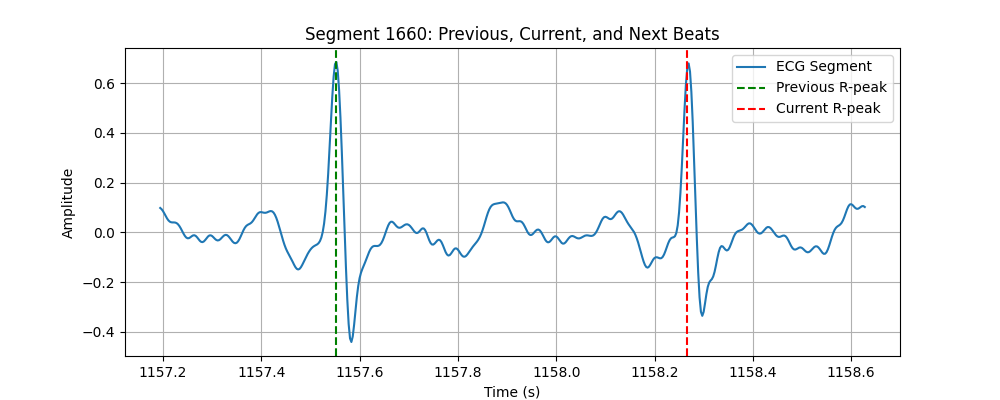 Segment 1660: Previous, Current, and Next Beats
ECG Segment
Previous R-peak
Current R-peak
Amplitude
0.6
0.4
0.2
0.0
−0.2
−0.4
1157.2 1157.4 1157.6 1157.8 1158.0 1158.2 1158.4 1158.6
Time (s)